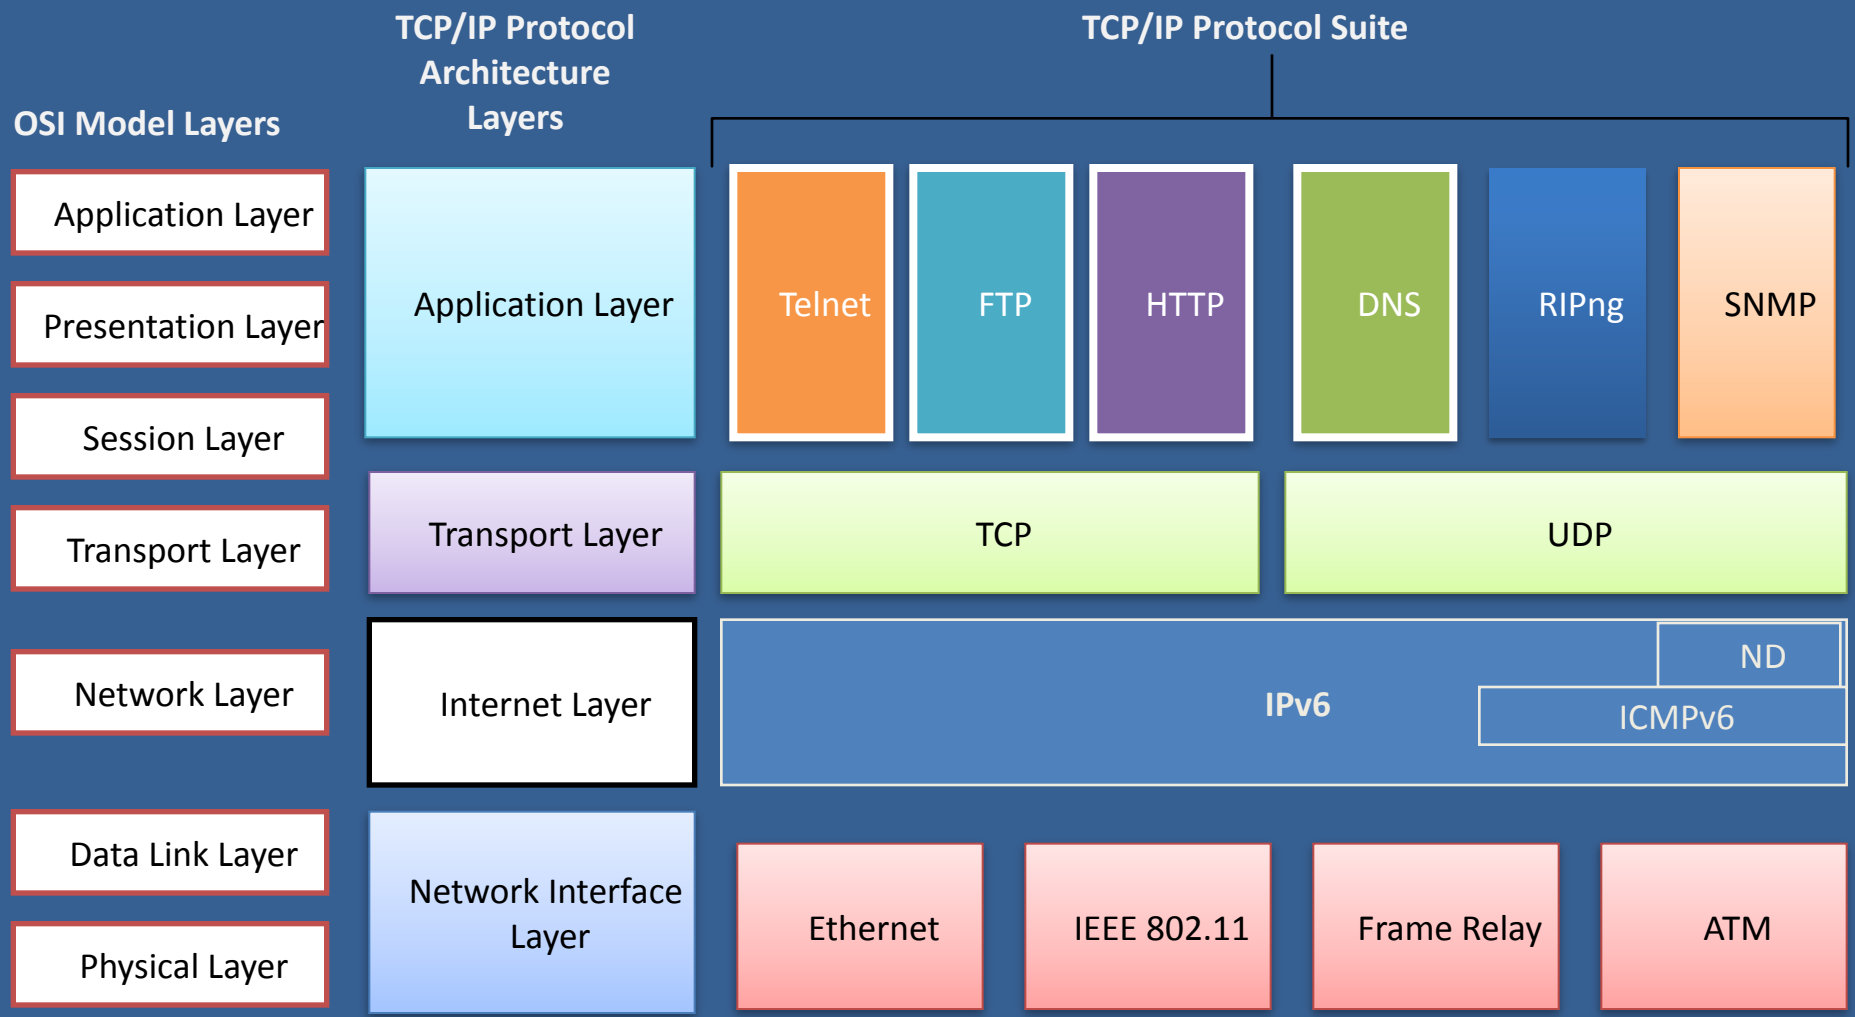 TCP/IP Protocol
Architecture
Layers
TCP/IP Protocol Suite
OSI Model Layers
Application Layer
Presentation Layer
Session Layer
Transport Layer
Network Layer
Data Link Layer
Physical Layer
Application Layer
Transport Layer
Internet Layer
Network Interface
Layer
Telnet
FTP
HTTP
DNS
RIPng
SNMP
TCP
UDP
IPv6
ND
ICMPv6
Ethernet
IEEE 802.11
Frame Relay
ATM